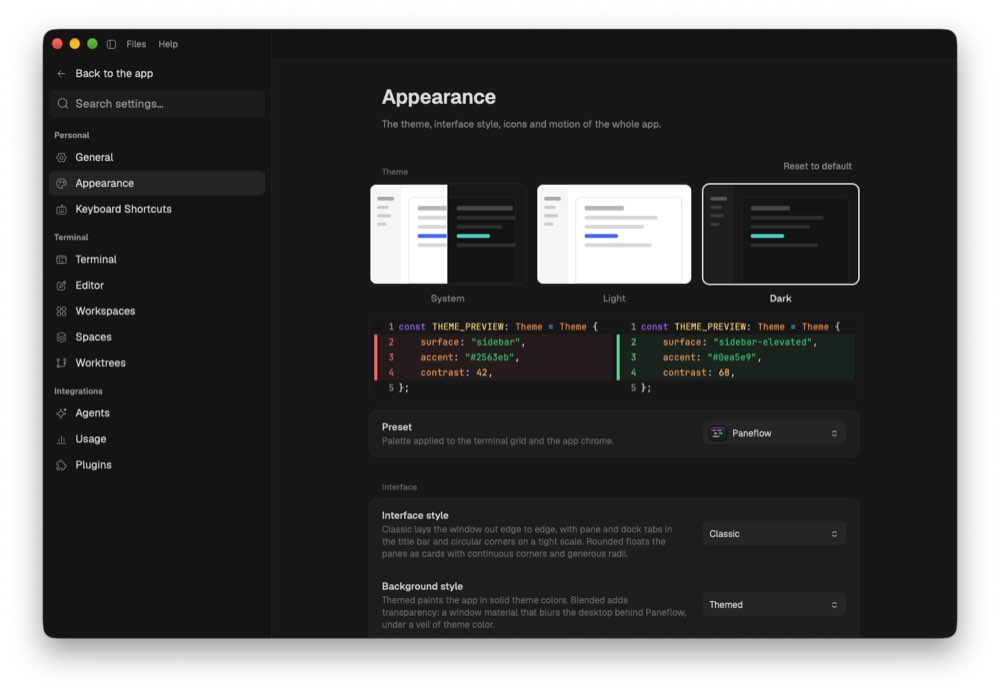 Files Help
Back to the app
Search settings...
Personal
General
Appearance
Keyboard Shortcuts
Terminal
Terminal
Editor
Workspaces
Spaces
Worktrees
Integrations
Agents
Usage
Plugins
Appearance
The theme, interface style, icons and motion of the whole app.
Theme
Reset to default
System
Light
Dark
1 const THEME_PREVIEW: Theme = Theme {
2 surface: "sidebar",
3 accent: "#2563eb",
4 contrast: 42,
5 };
1 const THEME_PREVIEW: Theme = Theme {
2 surface: "sidebar-elevated",
3 accent: "#0ea5e9",
4 contrast: 68,
5 };
Preset
Palette applied to the terminal grid and the app chrome.
Paneflow
Interface
Interface style
Classic lays the window out edge to edge, with pane and dock tabs in
the title bar and circular corners on a tight scale. Rounded floats the
panes as cards with continuous corners and generous radii.
Classic
Background style
Themed paints the app in solid theme colors. Blended adds
transparency: a window material that blurs the desktop behind Paneflow,
under a veil of theme color.
Themed